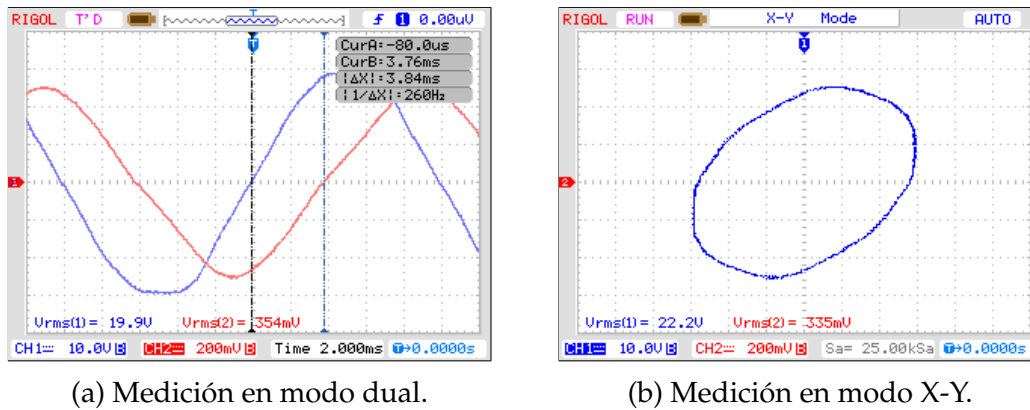 RIGOL T'D T f 1 0.00uV
T
CurA:-80.0us
CurB:3.76ms
|ΔX|:3.84ms
|1/ΔX|:260Hz
1
Vrms(1)= 19.9V Vrms(2)= 354mV
CH1 10.0V B CH2 200mV B Time 2.000ms T→0.0000s
(a) Medición en modo dual.
RIGOL RUN X-Y Mode AUTO
1
2
Vrms(1)= 22.2V Vrms(2)= 335mV
CH1 10.0V B CH2 200mV B Sa= 25.00kSa T→0.0000s
(b) Medición en modo X-Y.